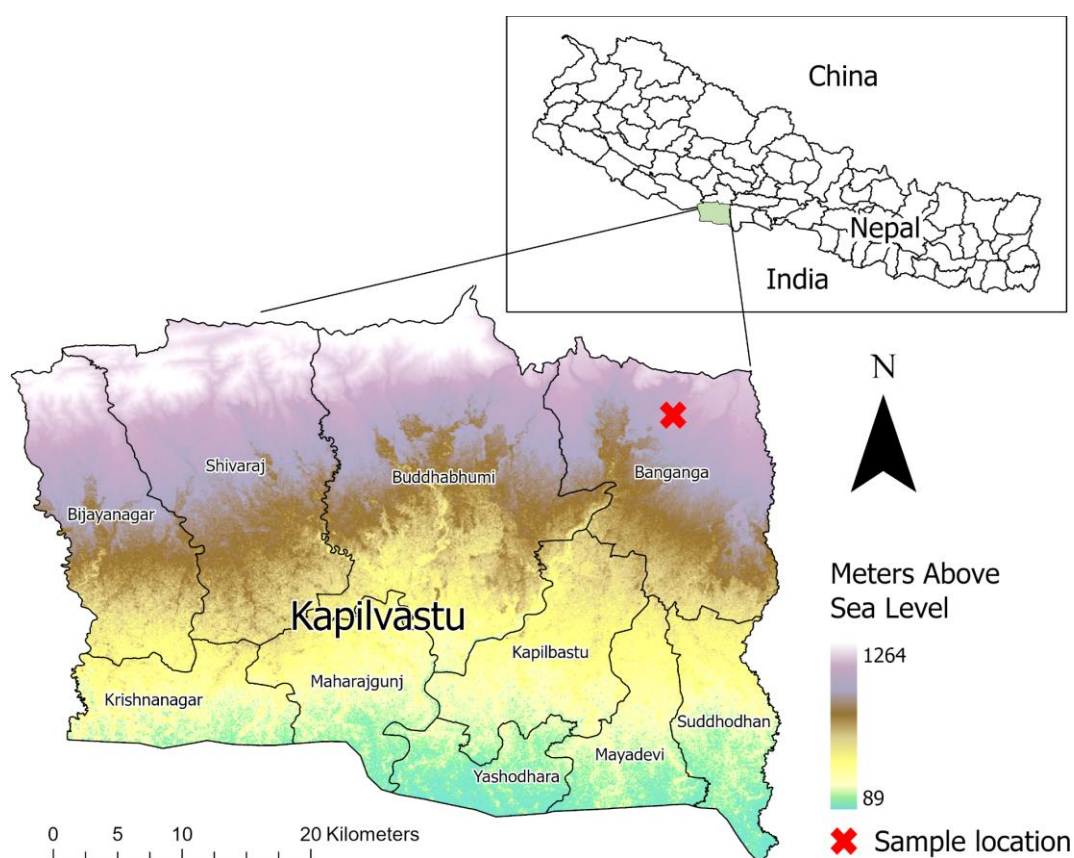 China
Nepal
India
N
Shivaraj
Buddhabhumi
Banganga
Bijayanagar
Kapilvastu
Kapilbastu
Maharajgunj
Krishnanagar
Suddhodhan
Mayadevi
Yashodhara
Meters Above
Sea Level
1264
89
0 5 10 20 Kilometers
Sample location